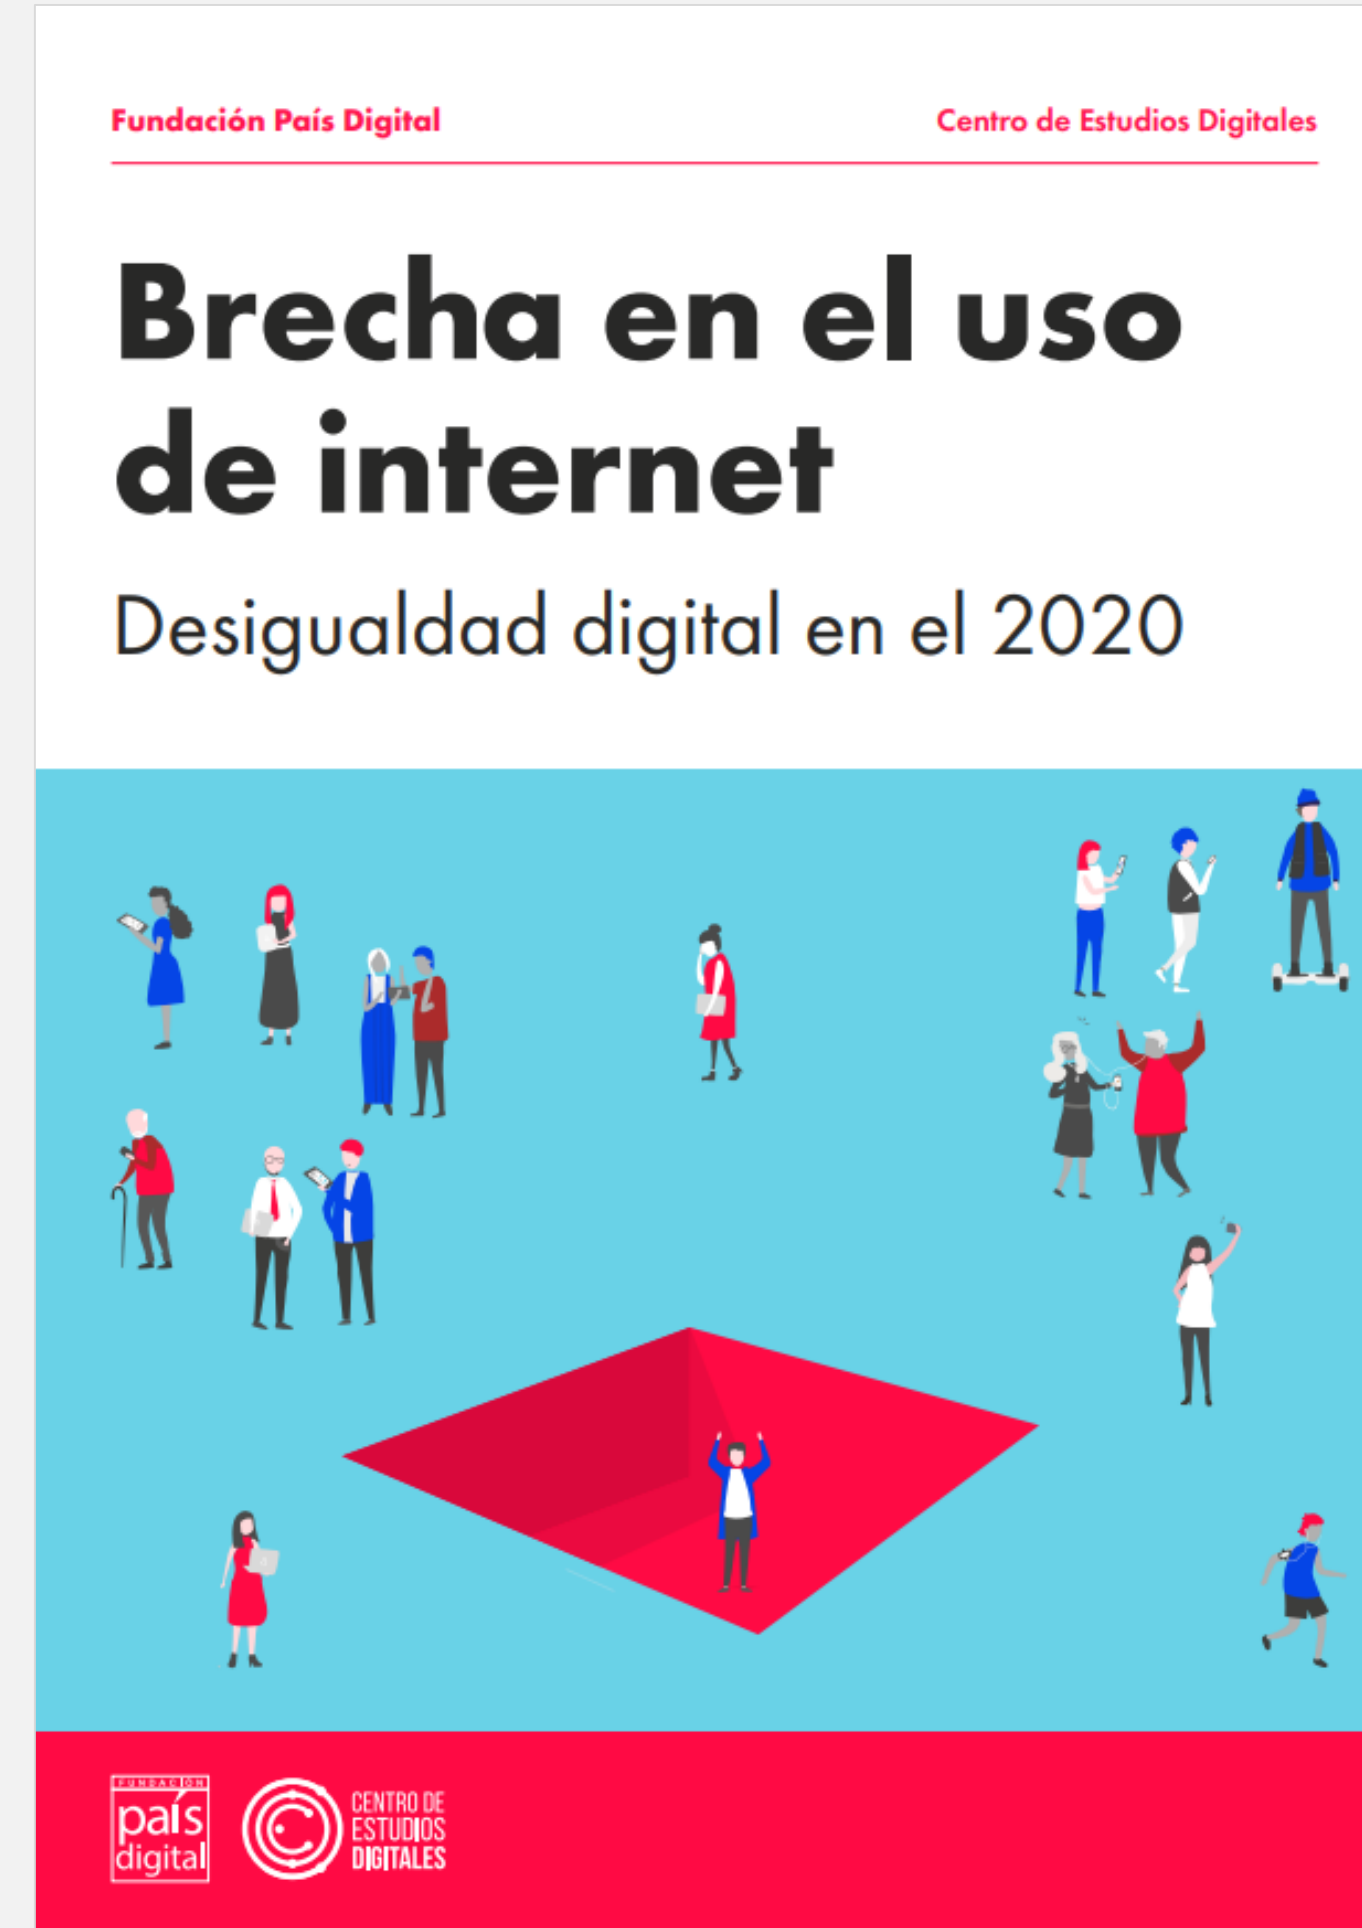 Fundación País Digital
Centro de Estudios Digitales
Brecha en el uso
de internet
Desigualdad digital en el 2020
FUNDACIÓN
país
digital
CENTRO DE
ESTUDIOS
DIGITALES